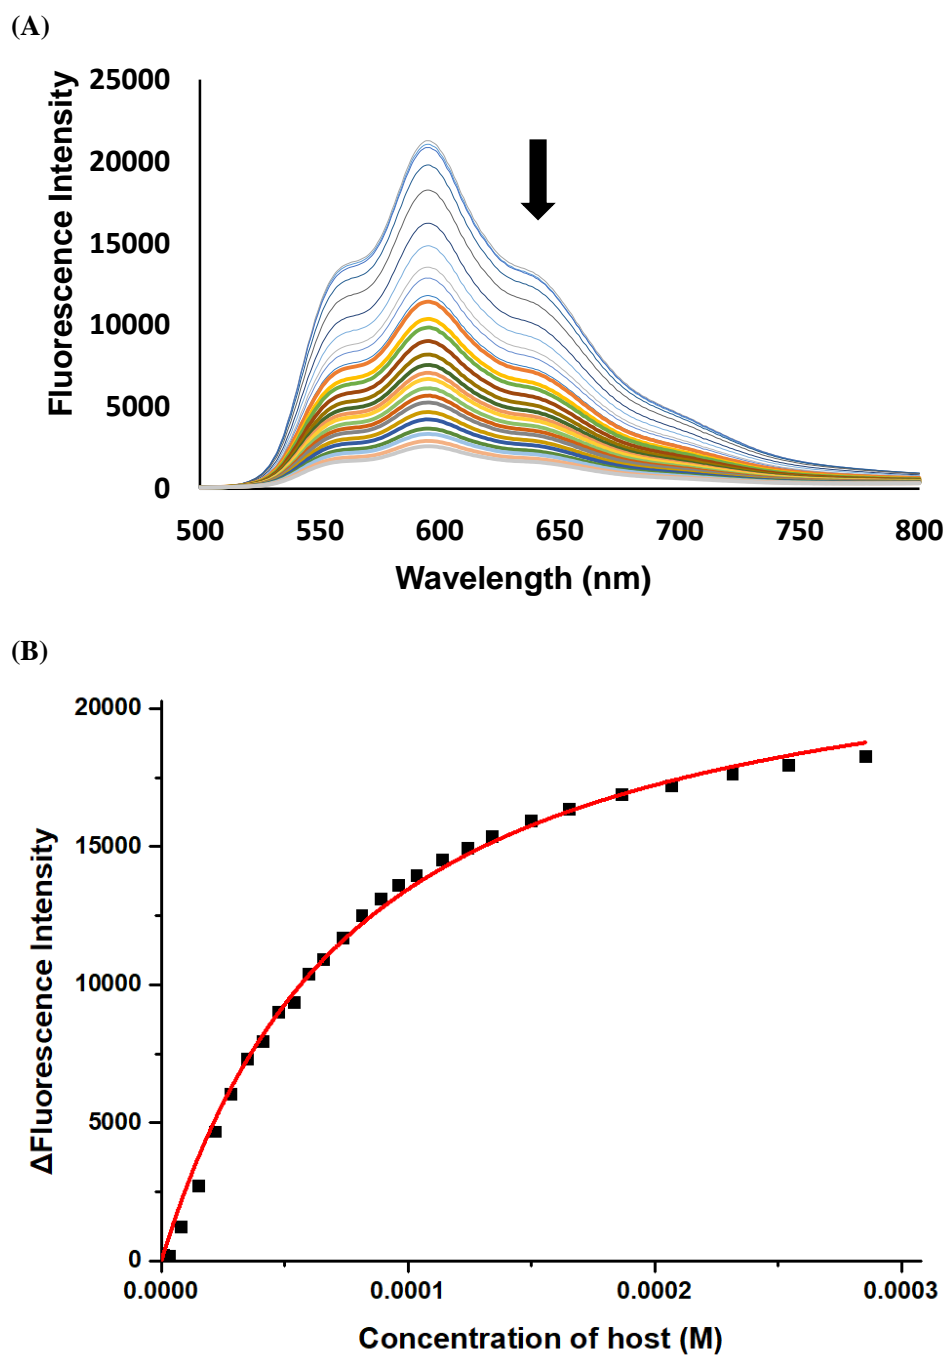 (A)
Fluorescence Intensity
25000
20000
15000
10000
5000
0
500 550 600 650 700 750 800
Wavelength (nm)
(B)
ΔFluorescence Intensity
20000
15000
10000
5000
0
0.0000 0.0001 0.0002 0.0003
Concentration of host (M)